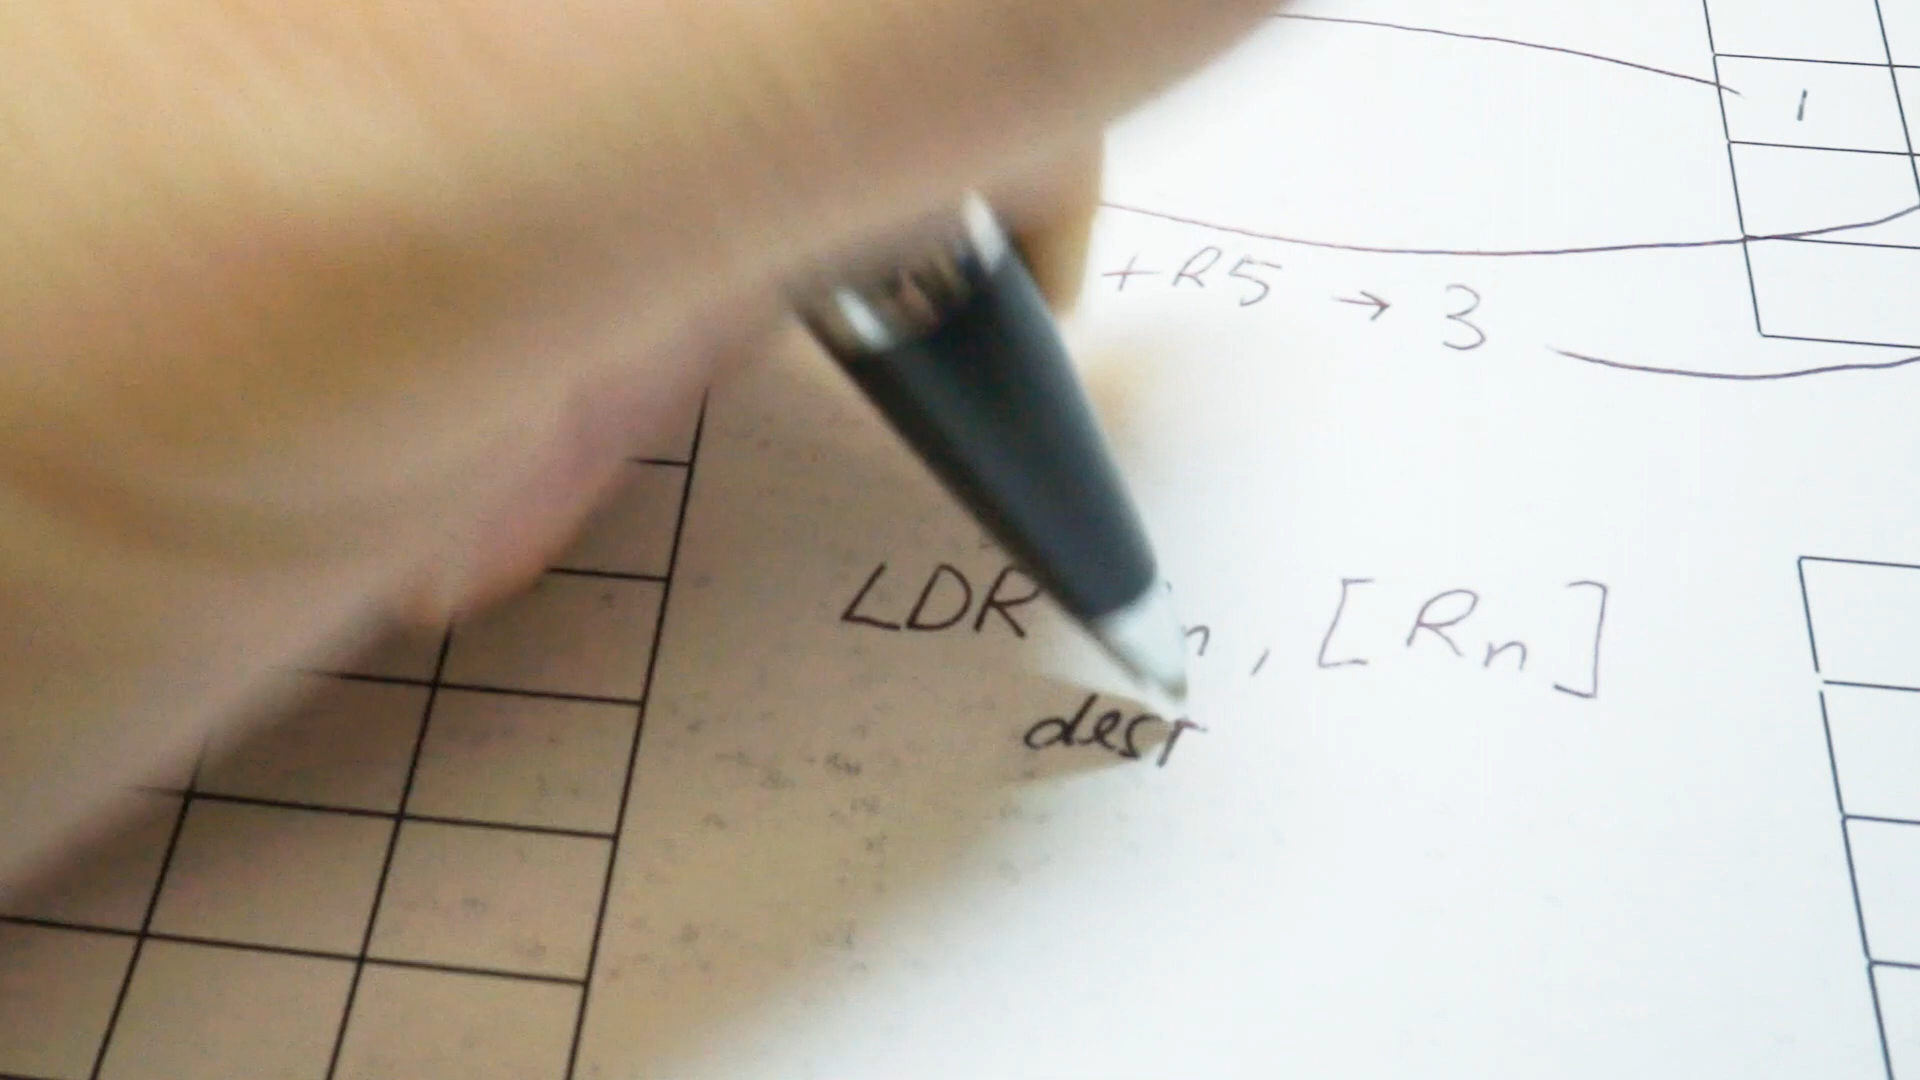 1
+R5 → 3
LDR n, [Rn]
dest